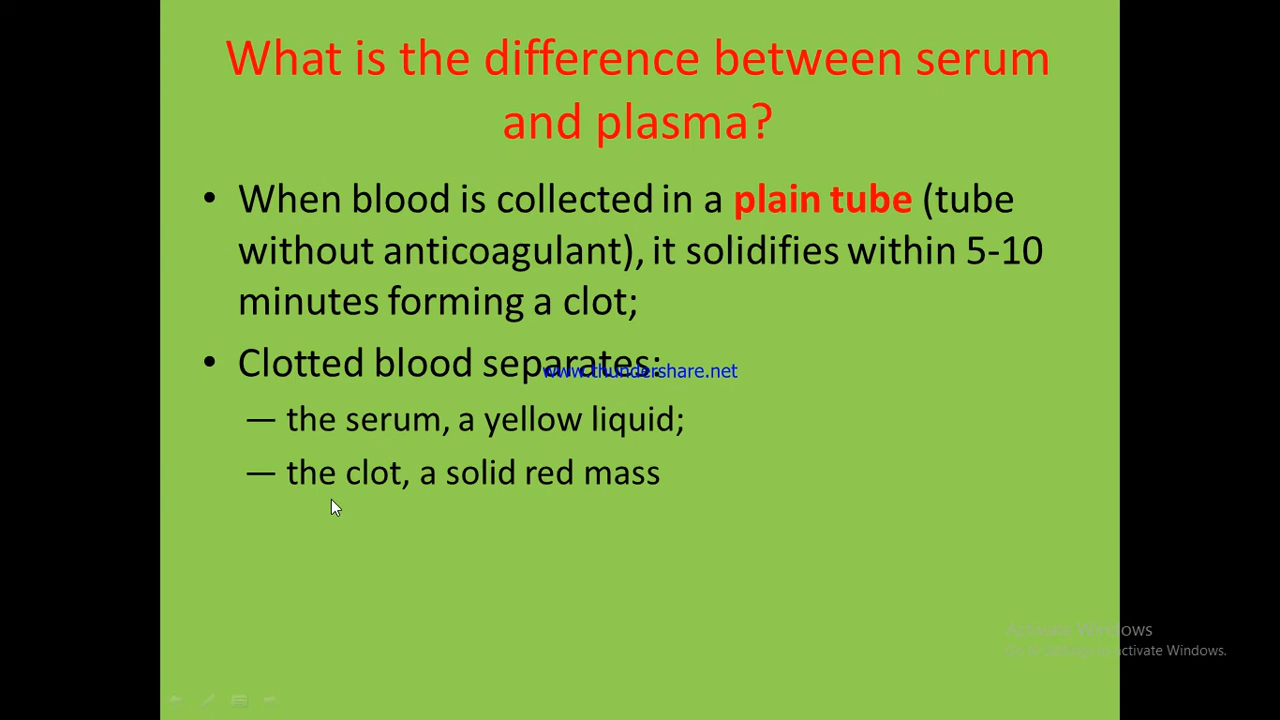 What is the difference between serum
and plasma?
• When blood is collected in a plain tube (tube
without anticoagulant), it solidifies within 5-10
minutes forming a clot;
• Clotted blood separates:
www.thundershare.net
— the serum, a yellow liquid;
— the clot, a solid red mass
Activate Windows
Go to Settings to activate Windows.